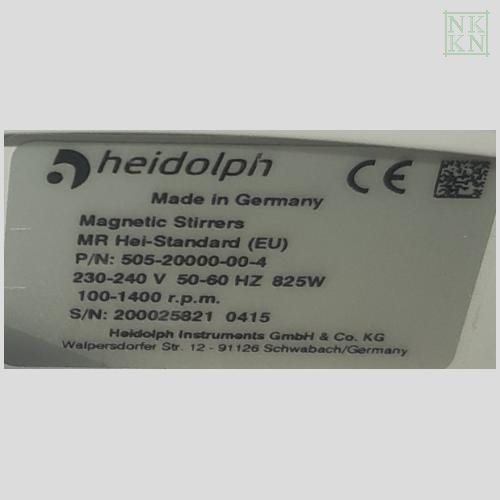 NK
KN
heidolph CE
Made in Germany
Magnetic Stirrers
MR Hei-Standard (EU)
P/N: 505-20000-00-4
230-240 V 50-60 HZ 825W
100-1400 r.p.m.
S/N: 200025821 0415
Heidolph Instruments GmbH & Co. KG
Walpersdorfer Str. 12 - 91126 Schwabach/Germany